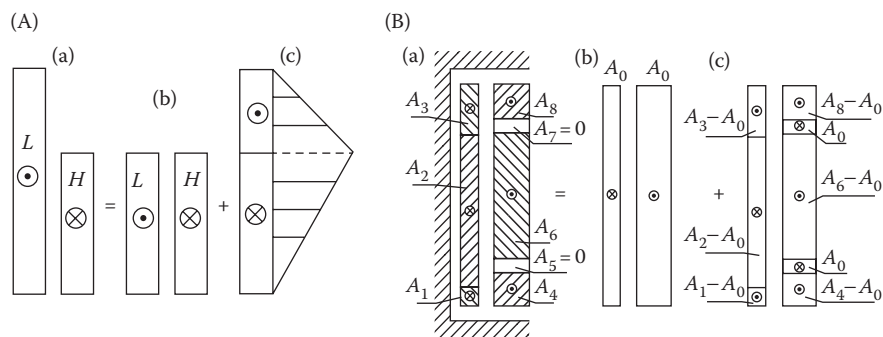 (A)
(a)
(b)
(c)
L
H
=
L
H
+
(B)
(a)
(b)
(c)
A₃
A₂
A₁
A₈
A₇ = 0
A₆
A₅ = 0
A₄
=
A₀
A₀
+
A₃–A₀
A₂–A₀
A₁–A₀
A₈–A₀
A₀
A₆–A₀
A₀
A₄–A₀